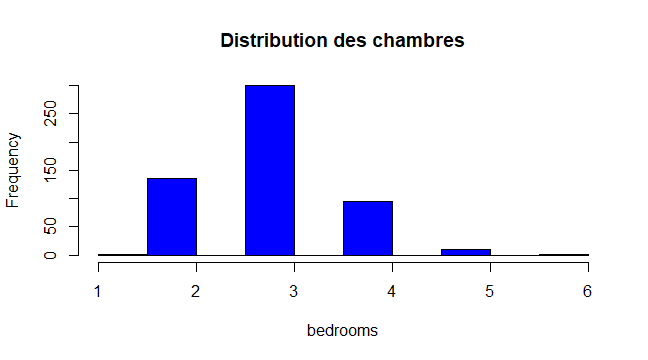 Distribution des chambres
Frequency
250
150
50
0
1 2 3 4 5 6
bedrooms